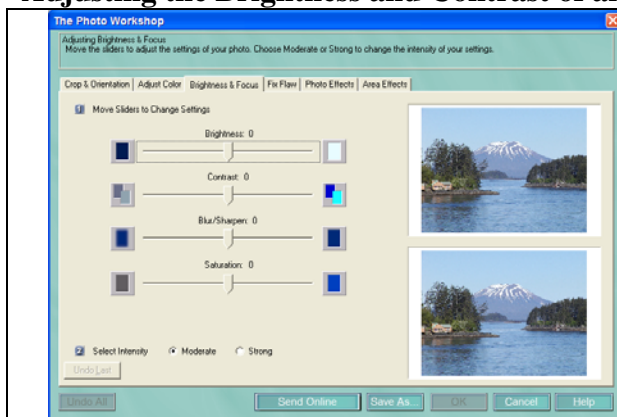 Adjusting the Brightness and Contrast of an
The Photo Workshop
Adjusting Brightness & Focus
Move the sliders to adjust the settings of your photo. Choose Moderate or Strong to change the intensity of your settings.
Crop & Orientation Adjust Color Brightness & Focus Fix Flaw Photo Effects Area Effects
1 Move Sliders to Change Settings
Brightness: 0
Contrast: 0
Blur/Sharpen: 0
Saturation: 0
2 Select Intensity Moderate Strong
Undo Last
Undo All Send Online Save As... OK Cancel Help